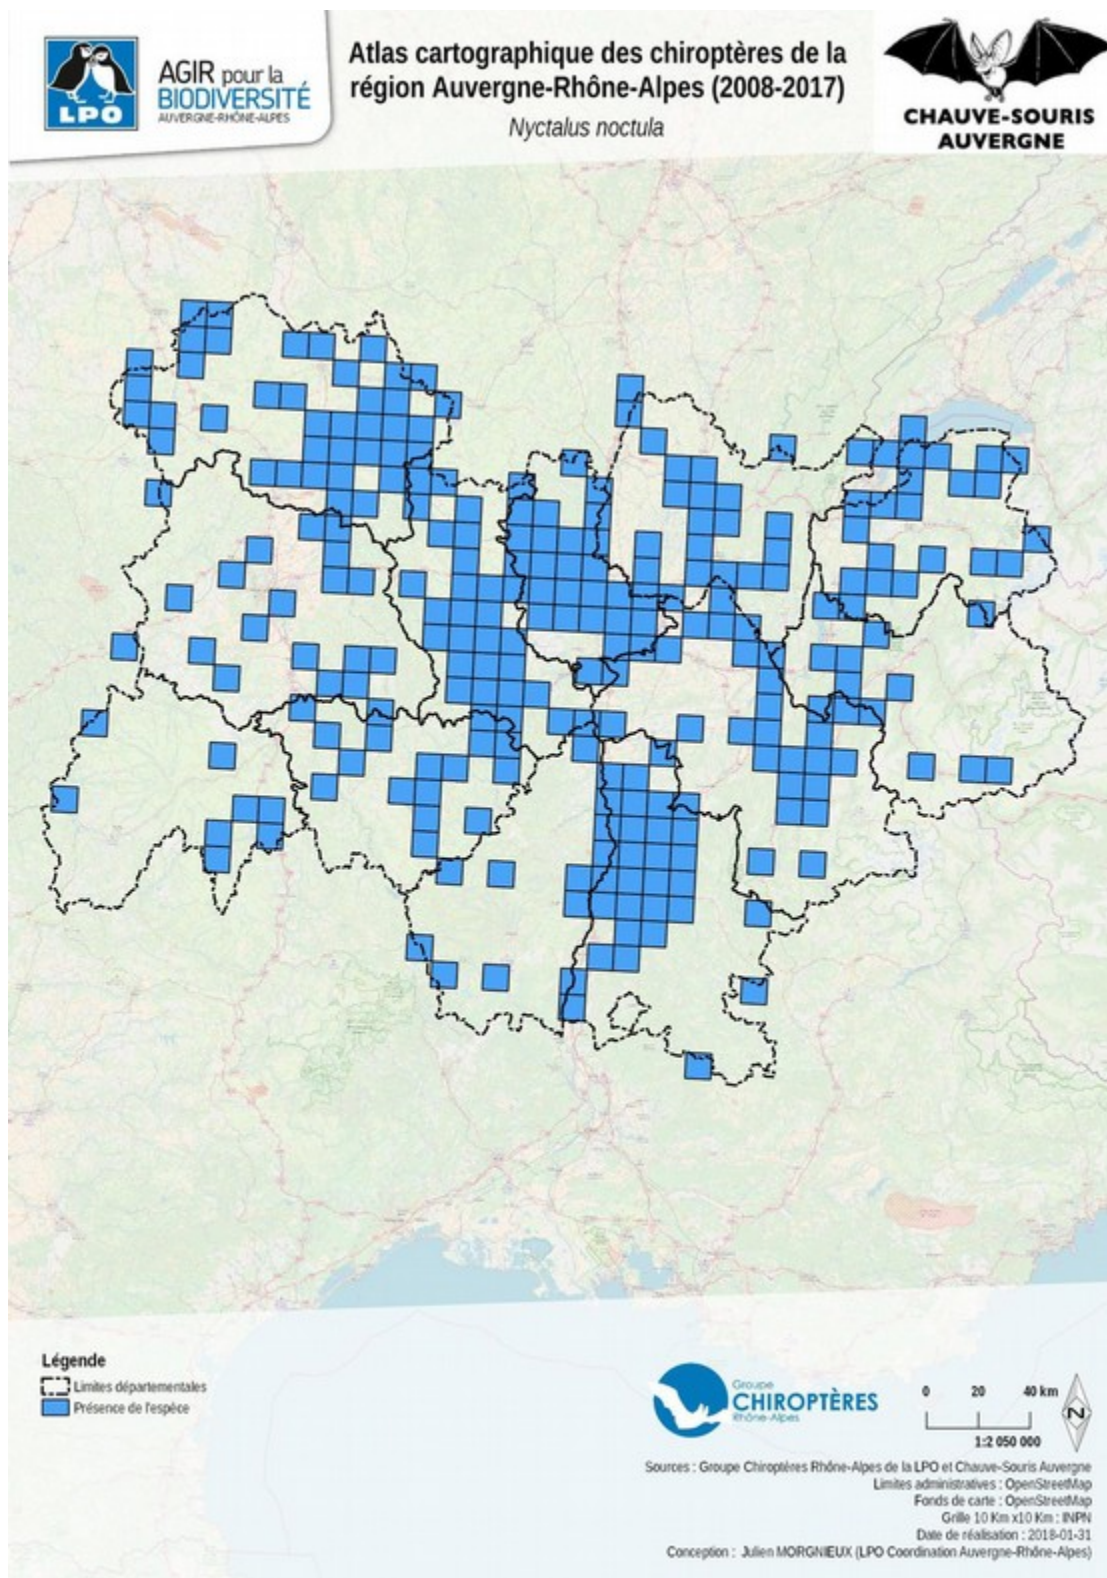 LPO
AGIR pour la
BIODIVERSITÉ
AUVERGNE-RHÔNE-ALPES
Atlas cartographique des chiroptères de la
région Auvergne-Rhône-Alpes (2008-2017)
Nyctalus noctula
CHAUVE-SOURIS
AUVERGNE
Légende
Limites départementales
Présence de l'espèce
Groupe
CHIROPTÈRES
Rhône-Alpes
0 20 40 km
1:2 050 000
N
Sources : Groupe Chiroptères Rhône-Alpes de la LPO et Chauve-Souris Auvergne
Limites administratives : OpenStreetMap
Fonds de carte : OpenStreetMap
Grille 10 Km x10 Km : INPN
Date de réalisation : 2018-01-31
Conception : Julien MORGNIEUX (LPO Coordination Auvergne-Rhône-Alpes)